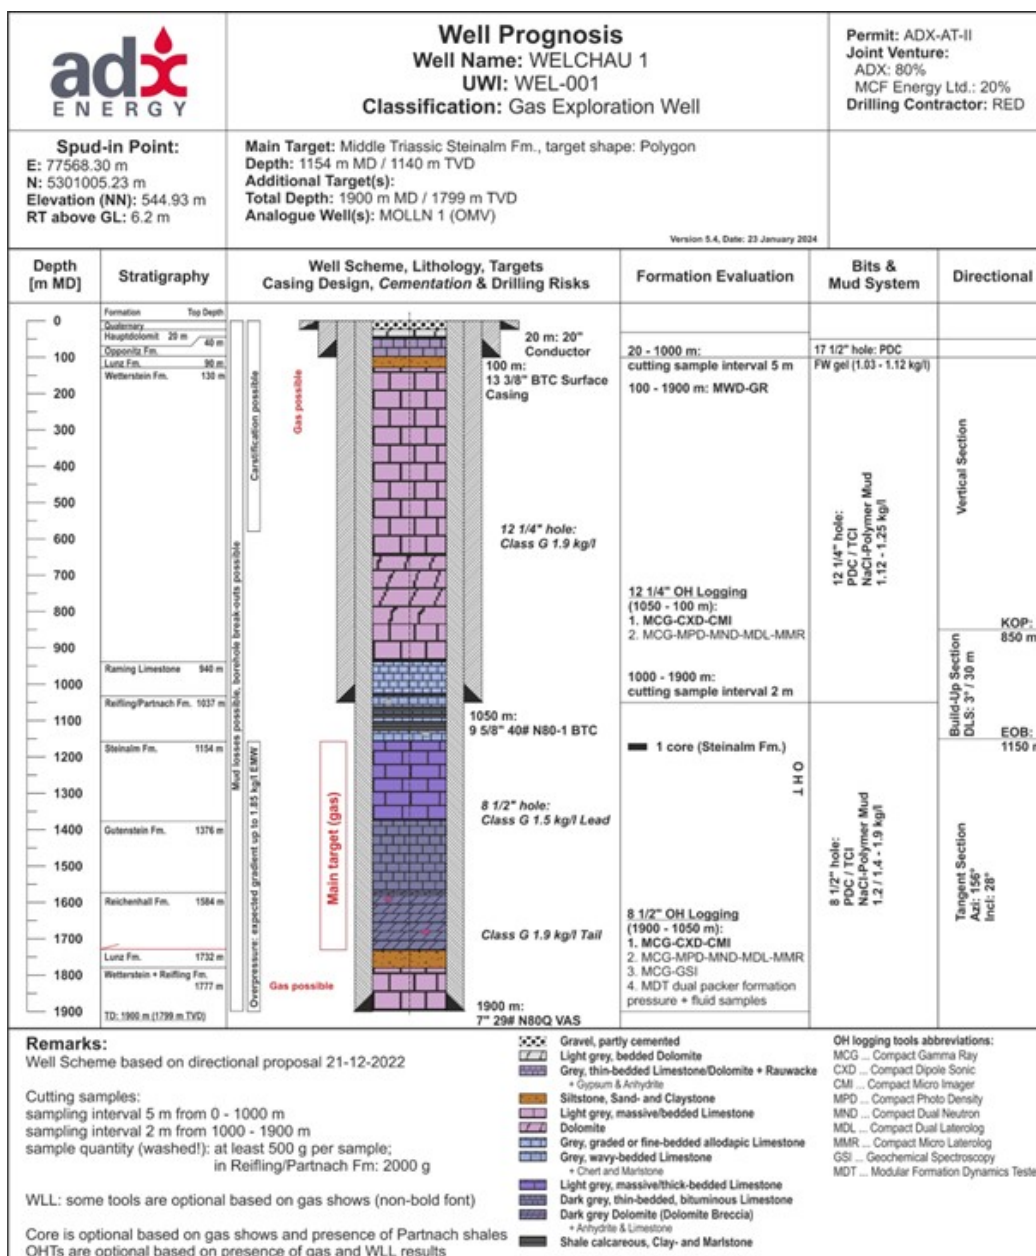 adx
ENERGY
Well Prognosis
Well Name: WELCHAU 1
UWI: WEL-001
Classification: Gas Exploration Well
Permit: ADX-AT-II
Joint Venture:
ADX: 80%
MCF Energy Ltd.: 20%
Drilling Contractor: RED
Spud-in Point:
E: 77568.30 m
N: 5301005.23 m
Elevation (NN): 544.93 m
RT above GL: 6.2 m
Main Target: Middle Triassic Steinalm Fm., target shape: Polygon
Depth: 1154 m MD / 1140 m TVD
Additional Target(s):
Total Depth: 1900 m MD / 1799 m TVD
Analogue Well(s): MOLLN 1 (OMV)
Version 5.4, Date: 23 January 2024
Depth
[m MD]
Stratigraphy
Well Scheme, Lithology, Targets
Casing Design, Cementation & Drilling Risks
Formation Evaluation
Bits &
Mud System
Directional
0
100
200
300
400
500
600
700
800
900
1000
1100
1200
1300
1400
1500
1600
1700
1800
1900
Formation Top Depth
Quaternary
Hauptdolomit 20 m
40 m
Opponitz Fm.
Lunz Fm. 90 m
Wetterstein Fm. 130 m
Raming Limestone 940 m
Reifling/Partnach Fm. 1037 m
Steinalm Fm. 1154 m
Gutenstein Fm. 1376 m
Reichenhall Fm. 1584 m
Lunz Fm. 1732 m
Wetterstein + Reifling Fm.
1777 m
TD: 1900 m (1799 m TVD)
Mud losses possible, borehole break-outs possible
Carstification possible
Overpressure: expected gradient up to 1.85 kg/l EMW
Gas possible
Main target (gas)
Gas possible
20 m: 20"
Conductor
100 m:
13 3/8" BTC Surface
Casing
12 1/4" hole:
Class G 1.9 kg/l
1050 m:
9 5/8" 40# N80-1 BTC
8 1/2" hole:
Class G 1.5 kg/l Lead
Class G 1.9 kg/l Tail
1900 m:
7" 29# N80Q VAS
20 - 1000 m:
cutting sample interval 5 m
100 - 1900 m: MWD-GR
12 1/4" OH Logging
(1050 - 100 m):
1. MCG-CXD-CMI
2. MCG-MPD-MND-MDL-MMR
1000 - 1900 m:
cutting sample interval 2 m
1 core (Steinalm Fm.)
OHT
8 1/2" OH Logging
(1900 - 1050 m):
1. MCG-CXD-CMI
2. MCG-MPD-MND-MDL-MMR
3. MCG-GSI
4. MDT dual packer formation
pressure + fluid samples
17 1/2" hole: PDC
FW gel (1.03 - 1.12 kg/l)
12 1/4" hole:
PDC / TCI
NaCl-Polymer Mud
1.12 - 1.25 kg/l
8 1/2" hole:
PDC / TCI
NaCl-Polymer Mud
1.2 / 1.4 - 1.9 kg/l
Vertical Section
KOP:
850 m
Build-Up Section
DLS: 3° / 30 m
EOB:
1150 m
Tangent Section
Azi: 156°
Incl: 28°
Remarks:
Well Scheme based on directional proposal 21-12-2022
Cutting samples:
sampling interval 5 m from 0 - 1000 m
sampling interval 2 m from 1000 - 1900 m
sample quantity (washed!): at least 500 g per sample;
in Reifling/Partnach Fm: 2000 g
WLL: some tools are optional based on gas shows (non-bold font)
Core is optional based on gas shows and presence of Partnach shales
OHTs are optional based on presence of gas and WLL results
Gravel, partly cemented
Light grey, bedded Dolomite
Grey, thin-bedded Limestone/Dolomite + Rauwacke
+ Gypsum & Anhydrite
Siltstone, Sand- and Claystone
Light grey, massive/bedded Limestone
Dolomite
Grey, graded or fine-bedded allodapic Limestone
Grey, wavy-bedded Limestone
+ Chert and Marlstone
Light grey, massive/thick-bedded Limestone
Dark grey, thin-bedded, bituminous Limestone
Dark grey Dolomite (Dolomite Breccia)
+ Anhydrite & Limestone
Shale calcareous, Clay- and Marlstone
OH logging tools abbreviations:
MCG ... Compact Gamma Ray
CXD ... Compact Dipole Sonic
CMI ... Compact Micro Imager
MPD ... Compact Photo Density
MND ... Compact Dual Neutron
MDL ... Compact Dual Laterolog
MMR ... Compact Micro Laterolog
GSI ... Geochemical Spectroscopy
MDT ... Modular Formation Dynamics Teste